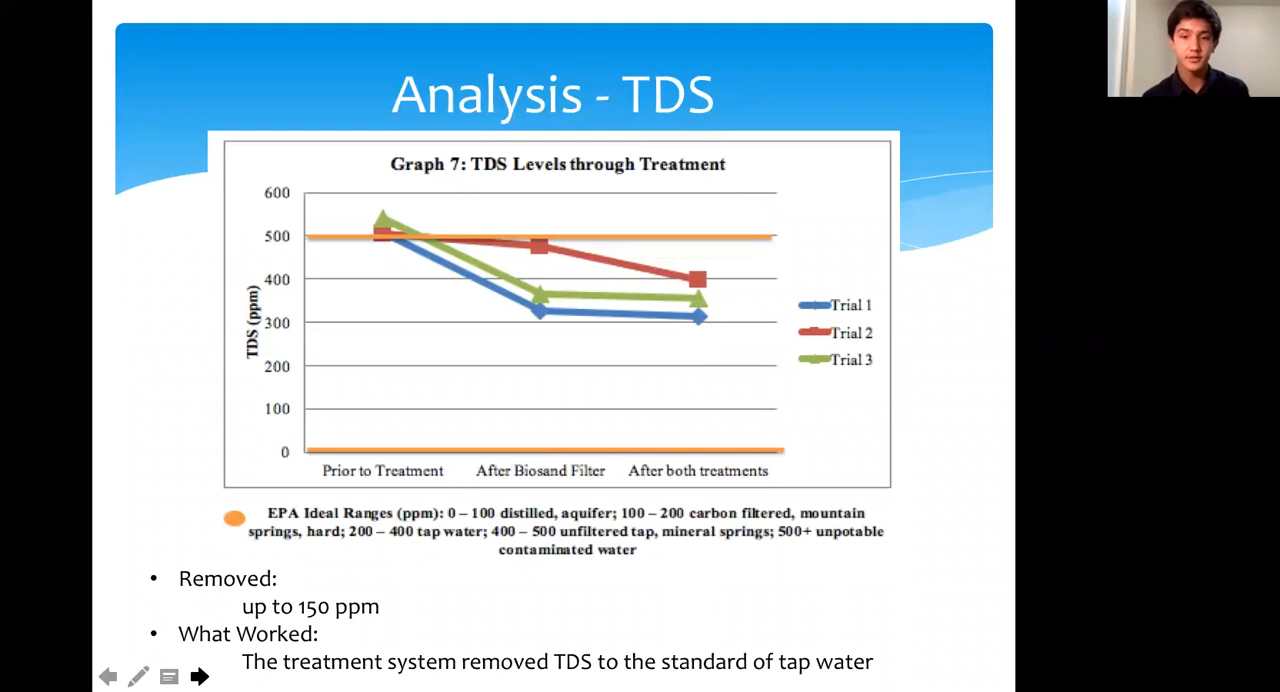 Analysis - TDS
Graph 7: TDS Levels through Treatment
600
500
400
300
200
100
0
TDS (ppm)
Trial 1
Trial 2
Trial 3
Prior to Treatment
After Biosand Filter
After both treatments
EPA Ideal Ranges (ppm): 0 – 100 distilled, aquifer; 100 – 200 carbon filtered, mountain
springs, hard; 200 – 400 tap water; 400 – 500 unfiltered tap, mineral springs; 500+ unpotable
contaminated water
• Removed:
up to 150 ppm
• What Worked:
The treatment system removed TDS to the standard of tap water